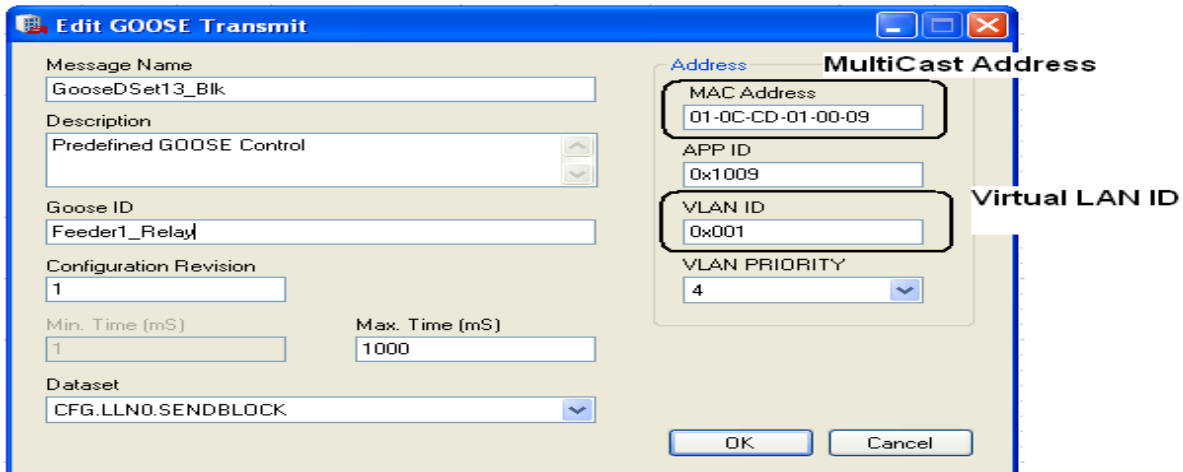 Edit GOOSE Transmit
Message Name
GooseDSet13_Blk
Description
Predefined GOOSE Control
Goose ID
Feeder1_Relay
Configuration Revision
1
Min. Time (mS)
1
Max. Time (mS)
1000
Dataset
CFG.LLN0.SENDBLOCK
Address
MultiCast Address
MAC Address
01-0C-CD-01-00-09
APP ID
0x1009
VLAN ID
Virtual LAN ID
0x001
VLAN PRIORITY
4
OK
Cancel